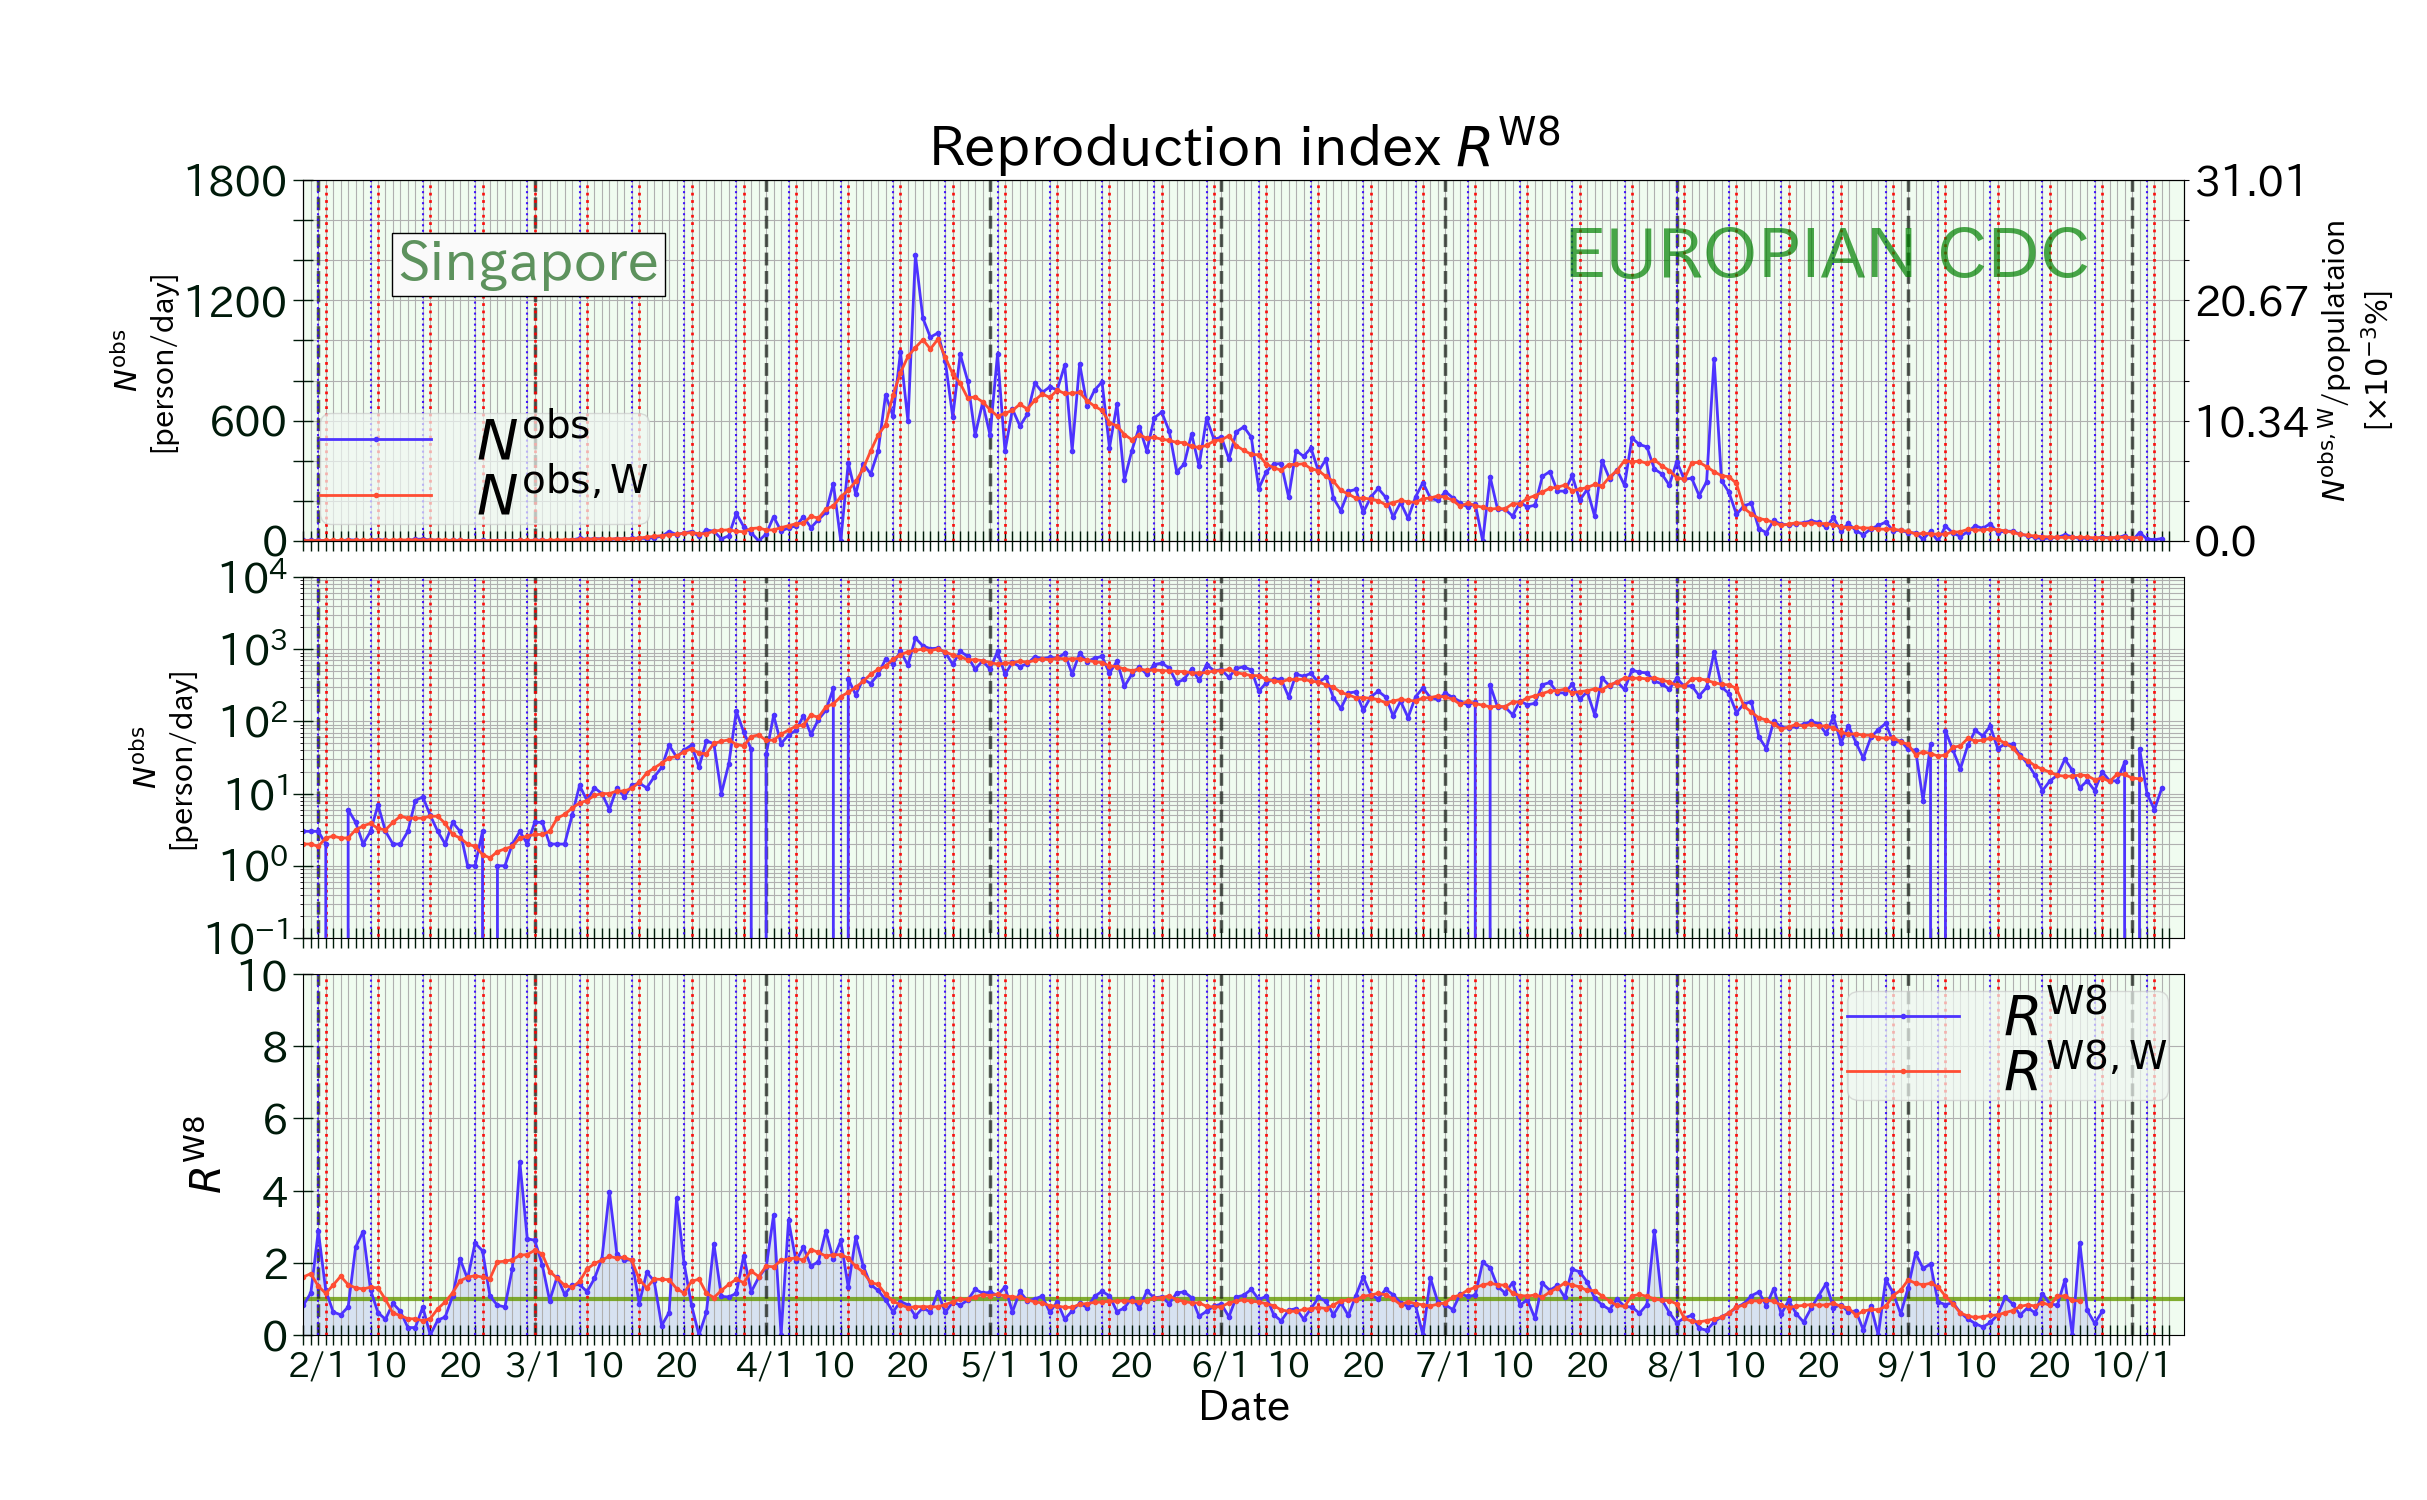 Reproduction index R^W8
1800
1200
600
0
31.01
20.67
10.34
0.0
N^obs
[person/day]
N^obs, W/populataion
[×10^−3%]
Singapore
EUROPIAN CDC
N^obs
N^obs, W
10^4
10^3
10^2
10^1
10^0
10^−1
N^obs
[person/day]
10
8
6
4
2
0
R^W8
R^W8
R^W8, W
2/1 10 20 3/1 10 20 4/1 10 20 5/1 10 20 6/1 10 20 7/1 10 20 8/1 10 20 9/1 10 20 10/1
Date